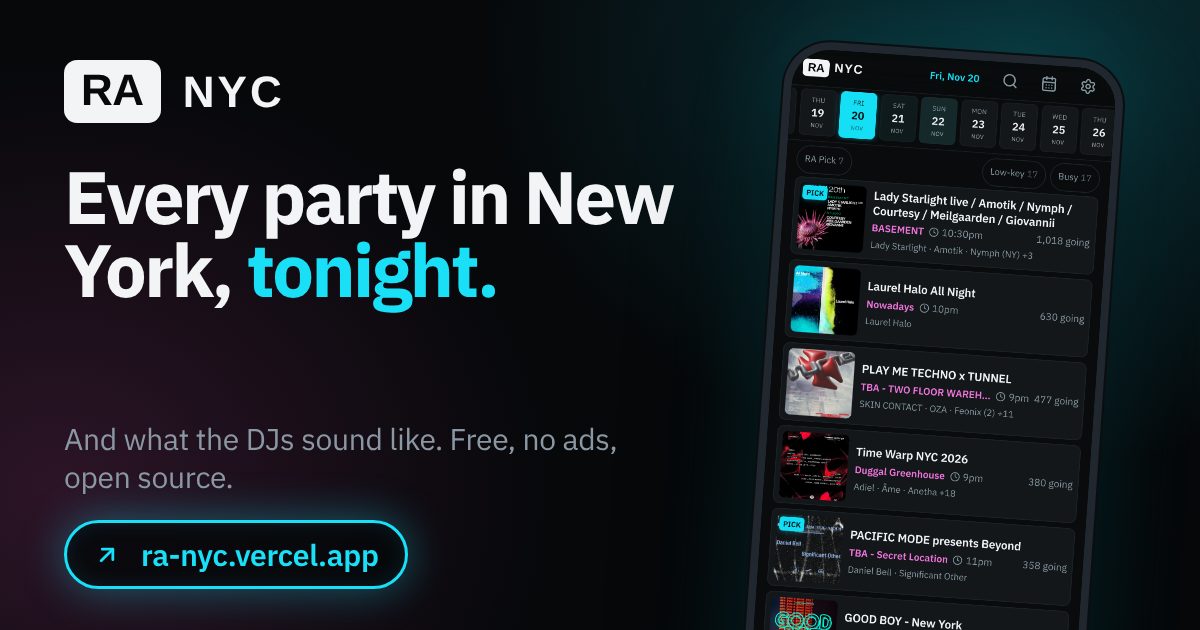 RA NYC
Every party in New
York, tonight.
And what the DJs sound like. Free, no ads,
open source.
ra-nyc.vercel.app
RA NYC
Fri, Nov 20
THU
19
NOV
FRI
20
NOV
SAT
21
NOV
SUN
22
NOV
MON
23
NOV
TUE
24
NOV
WED
25
NOV
THU
26
NOV
RA Pick 7
Low-key 17
Busy 17
PICK
Lady Starlight live / Amotik / Nymph /
Courtesy / Meilgaarden / Giovannii
BASEMENT 10:30pm
1,018 going
Lady Starlight · Amotik · Nymph (NY) +3
Laurel Halo All Night
Nowadays 10pm
630 going
Laurel Halo
PLAY ME TECHNO x TUNNEL
TBA - TWO FLOOR WAREH... 9pm 477 going
SKIN CONTACT · OZA · Feonix (2) +11
Time Warp NYC 2026
Duggal Greenhouse 9pm
380 going
Adiel · Âme · Anetha +18
PICK
Daniel Bell
Significant Other
PACIFIC MODE presents Beyond
TBA - Secret Location 11pm
358 going
Daniel Bell · Significant Other
GOOD
GOOD BOY - New York